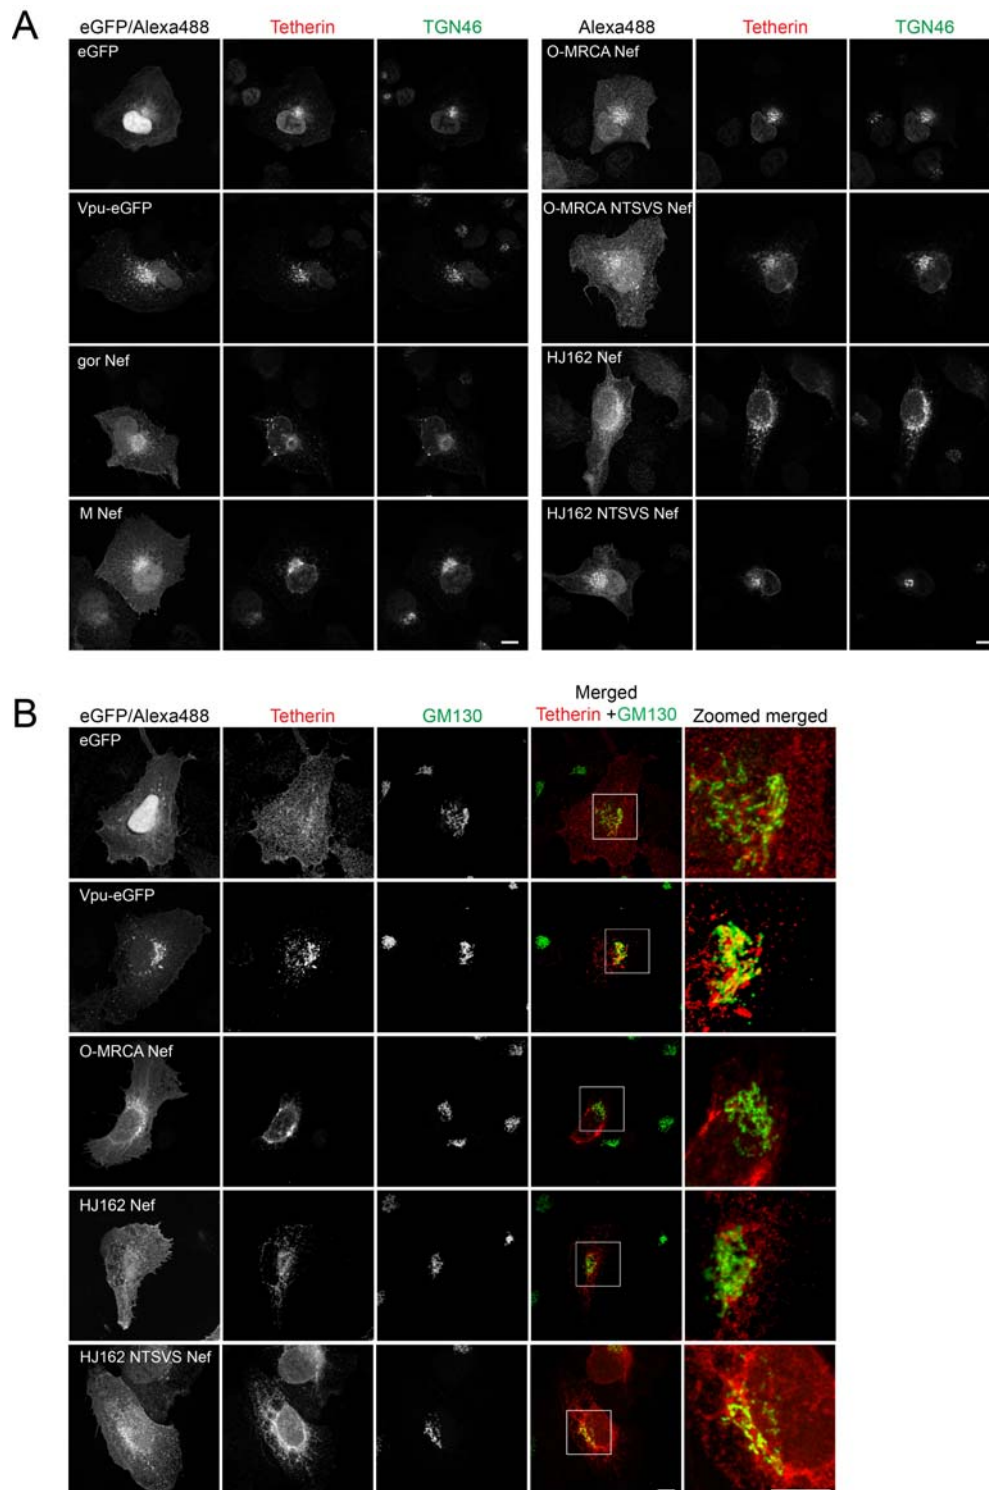 A
eGFP/Alexa488 Tetherin TGN46 Alexa488 Tetherin TGN46
eGFP O-MRCA Nef
Vpu-eGFP O-MRCA NTSVS Nef
gor Nef HJ162 Nef
M Nef HJ162 NTSVS Nef
B
Merged
eGFP/Alexa488 Tetherin GM130 Tetherin +GM130 Zoomed merged
eGFP
Vpu-eGFP
O-MRCA Nef
HJ162 Nef
HJ162 NTSVS Nef